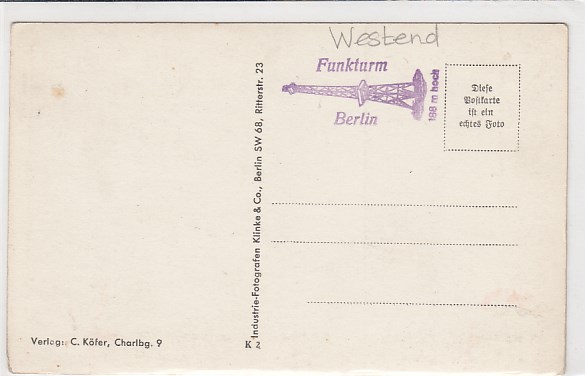 Westend
Funkturm
Berlin
138 m hoch
Diese
Postkarte
ist ein
echtes Foto
Industrie-Fotografen Klinke & Co., Berlin SW 68, Ritterstr. 23
Verlag: C. Köfer, Charlbg. 9
K 2